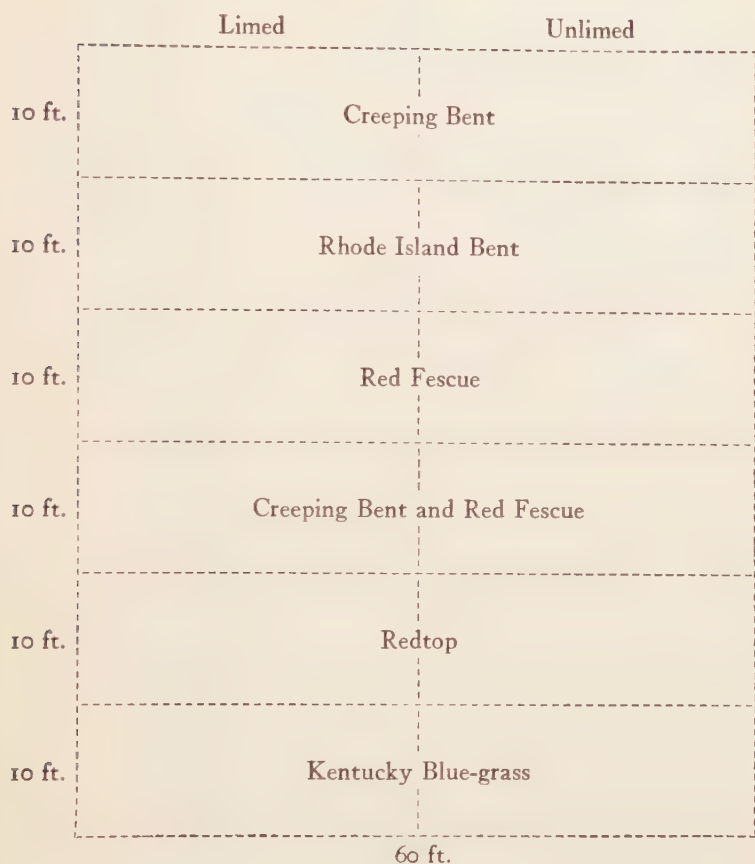 Limed Unlimed
10 ft. Creeping Bent
10 ft. Rhode Island Bent
10 ft. Red Fescue
10 ft. Creeping Bent and Red Fescue
10 ft. Redtop
10 ft. Kentucky Blue-grass
60 ft.